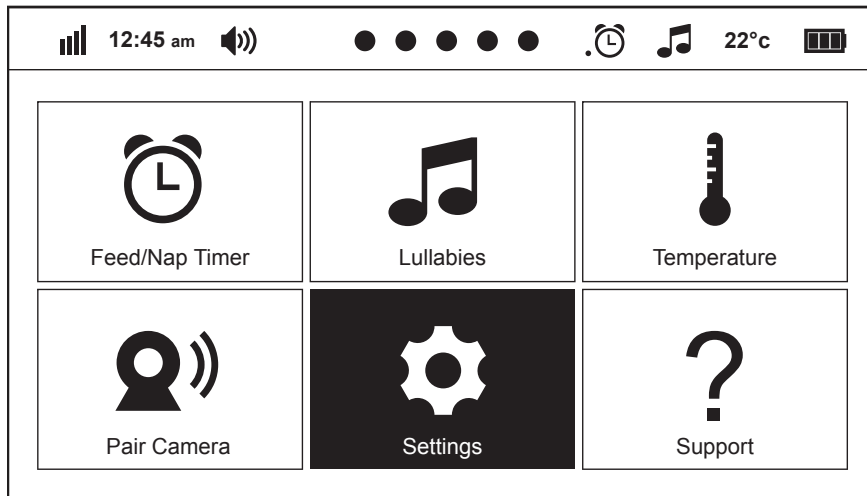 12:45 am 22°c
Feed/Nap Timer Lullabies Temperature
Pair Camera Settings Support